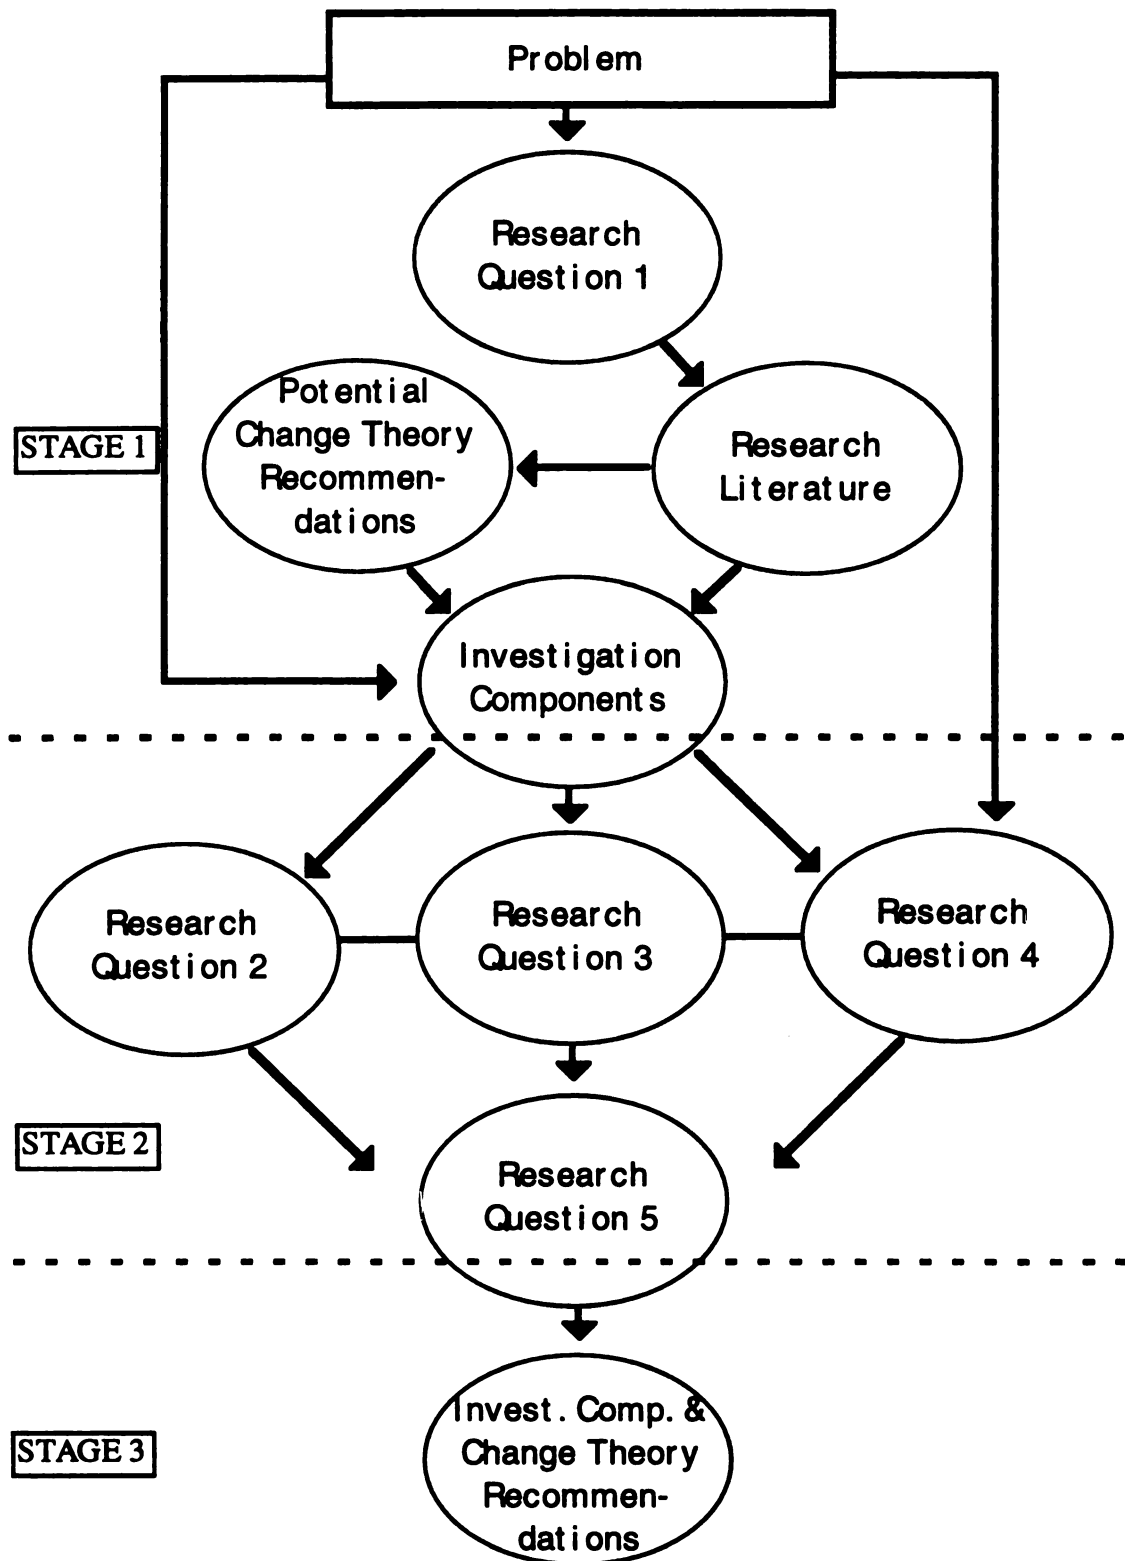 Problem
Research
Question 1
Potential
Change Theory
Recommen-
dations
STAGE 1
Research
Literature
Investigation
Components
Research
Question 2
Research
Question 3
Research
Question 4
STAGE 2
Research
Question 5
STAGE 3
Invest. Comp. &
Change Theory
Recommen-
dations